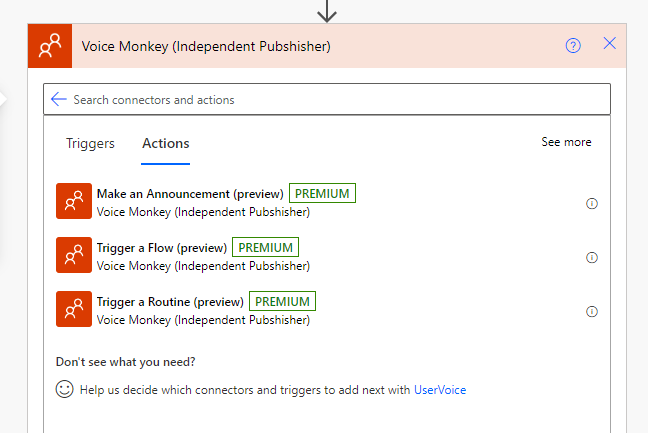 Voice Monkey (Independent Pubshisher)
Search connectors and actions
Triggers Actions See more
Make an Announcement (preview) PREMIUM
Voice Monkey (Independent Pubshisher)
Trigger a Flow (preview) PREMIUM
Voice Monkey (Independent Pubshisher)
Trigger a Routine (preview) PREMIUM
Voice Monkey (Independent Pubshisher)
Don't see what you need?
Help us decide which connectors and triggers to add next with UserVoice